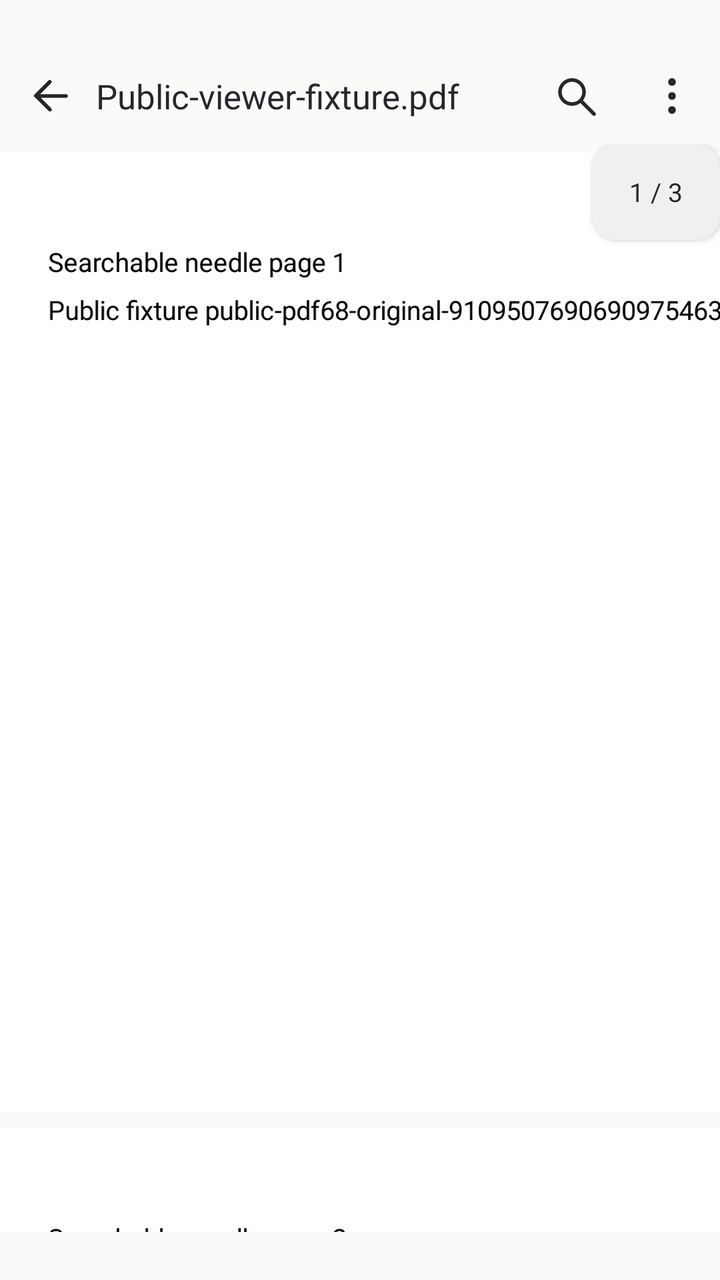 Public-viewer-fixture.pdf
1 / 3
Searchable needle page 1
Public fixture public-pdf68-original-9109507690690975463